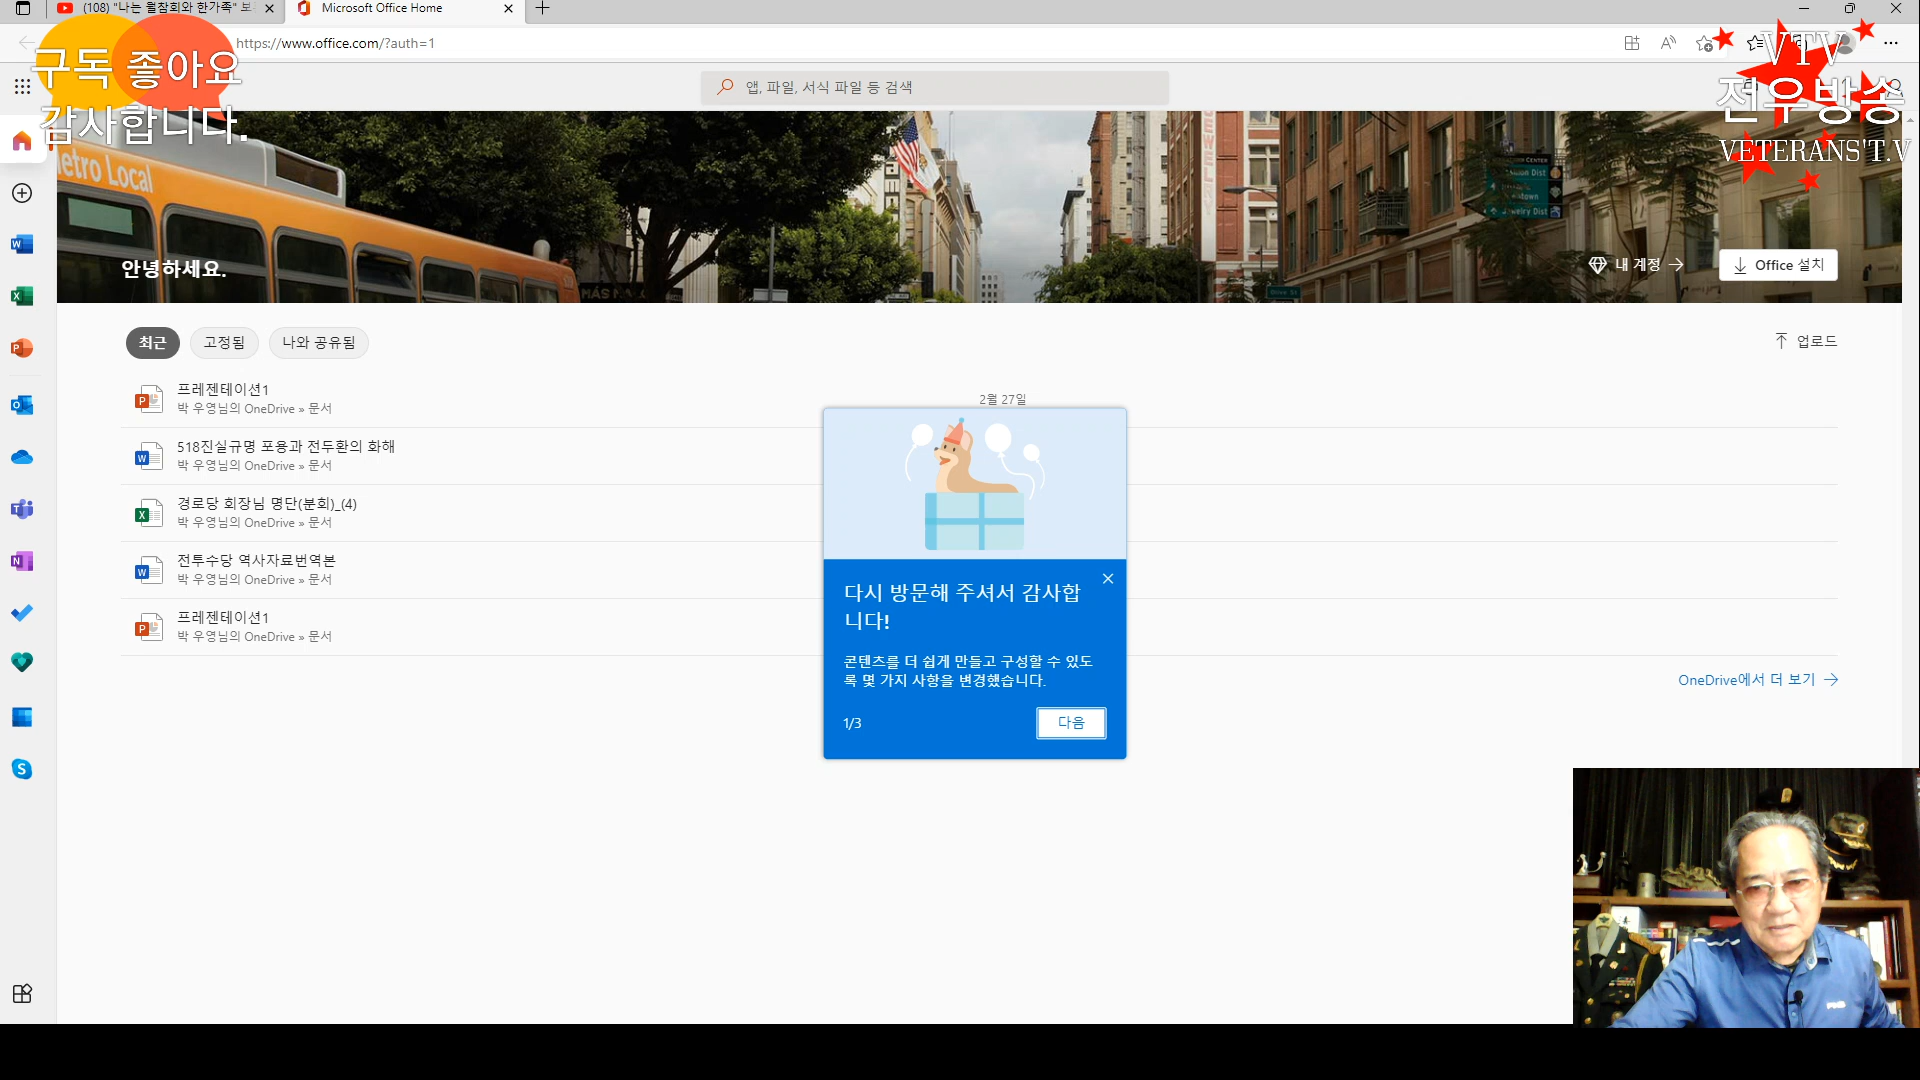 (108) "나는 월참회와 한가족" 보
Microsoft Office Home
https://www.office.com/?auth=1
구독 좋아요
감사합니다.
VTV
전우방송
VETERANS'T.V
앱, 파일, 서식 파일 등 검색
Metro Local
JEWELRY
Jewelry Dist
안녕하세요.
내 계정
Office 설치
최근
고정됨
나와 공유됨
업로드
프레젠테이션1
박 우영님의 OneDrive » 문서
2월 27일
518진실규명 포용과 전두환의 화해
박 우영님의 OneDrive » 문서
경로당 회장님 명단(분회)_(4)
박 우영님의 OneDrive » 문서
전투수당 역사자료번역본
박 우영님의 OneDrive » 문서
프레젠테이션1
박 우영님의 OneDrive » 문서
다시 방문해 주셔서 감사합
니다!
콘텐츠를 더 쉽게 만들고 구성할 수 있도
록 몇 가지 사항을 변경했습니다.
1/3
다음
OneDrive에서 더 보기